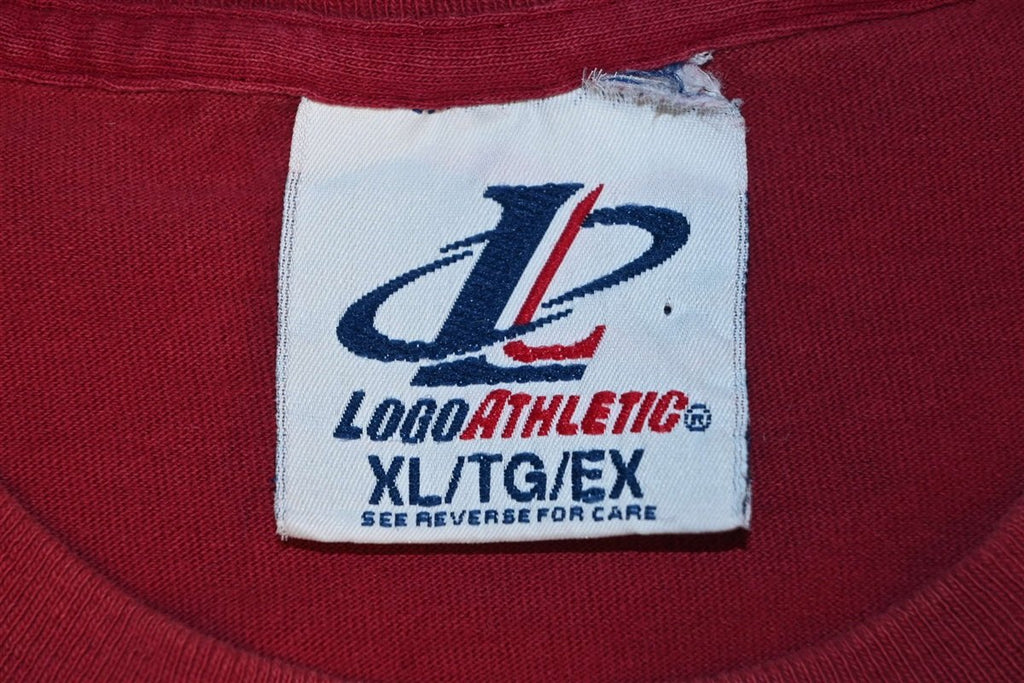 L
LOGOATHLETIC®
XL/TG/EX
SEE REVERSE FOR CARE